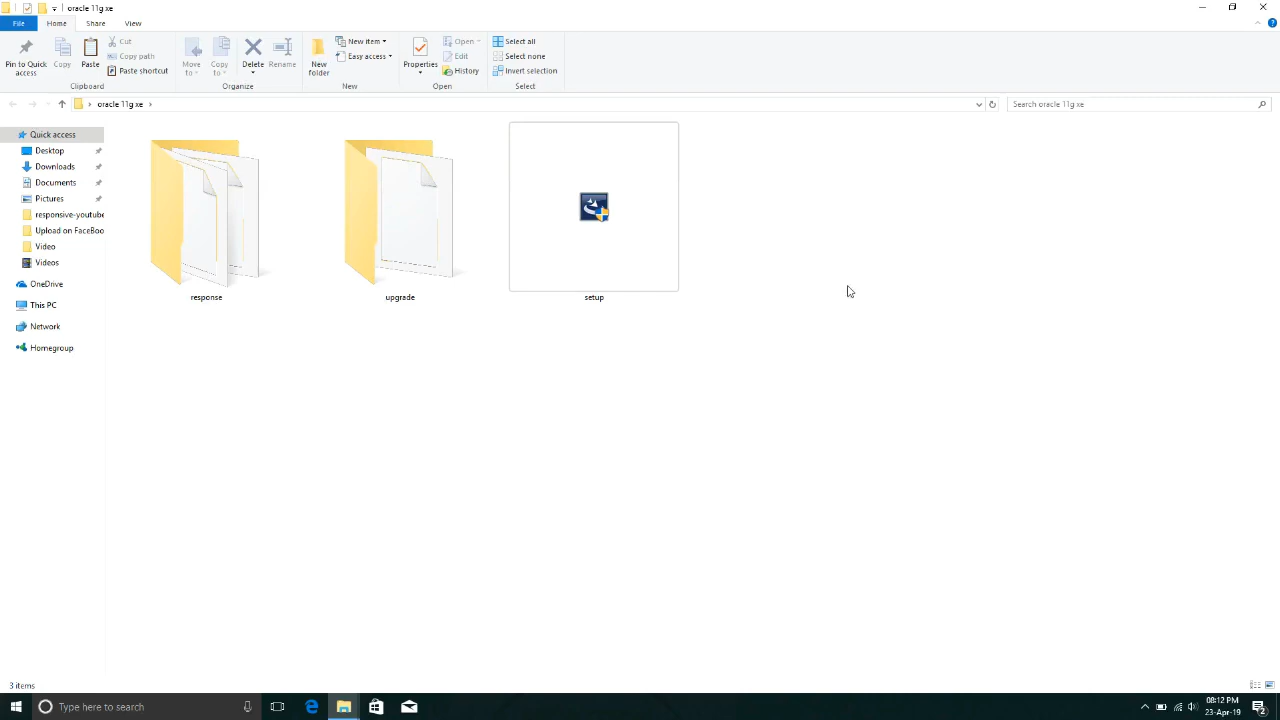 oracle 11g xe
File Home Share View
Pin to Quick access
Copy
Paste
Cut
Copy path
Paste shortcut
Clipboard
Move to
Copy to
Delete
Rename
Organize
New folder
New item
Easy access
New
Properties
Open
Edit
History
Open
Select all
Select none
Invert selection
Select
oracle 11g xe
Search oracle 11g xe
Quick access
Desktop
Downloads
Documents
Pictures
responsive-youtube
Upload on FaceBoo
Video
Videos
OneDrive
This PC
Network
Homegroup
response
upgrade
setup
3 items
Type here to search
08:12 PM
23-Apr-19
2